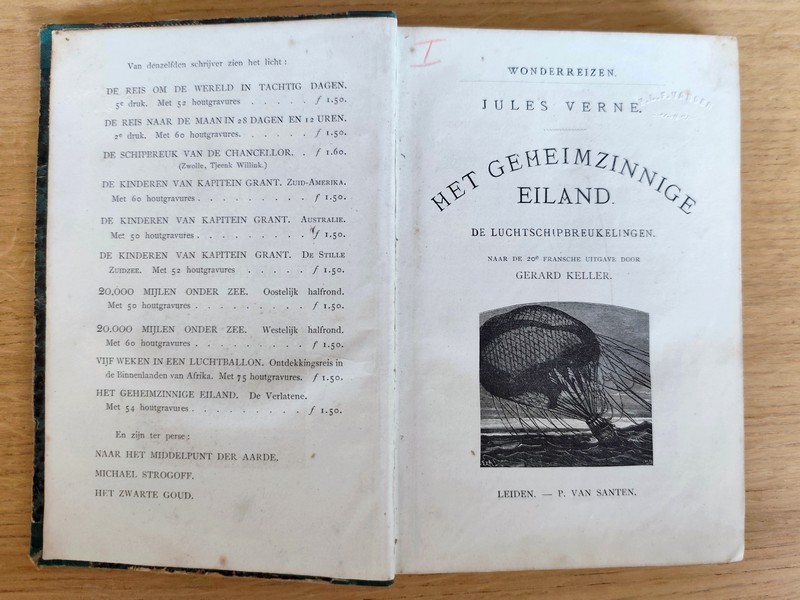 Van denzelfden schrijver zien het licht:
DE REIS OM DE WERELD IN TACHTIG DAGEN.
5e druk. Met 52 houtgravures . . . . . ƒ 1.50.
DE REIS NAAR DE MAAN IN 28 DAGEN EN 12 UREN.
2e druk. Met 60 houtgravures. . . . . . ƒ 1.50.
DE SCHIPBREUK VAN DE CHANCELLOR. . ƒ 1.60.
(Zwolle, Tjeenk Willink.)
DE KINDEREN VAN KAPITEIN GRANT. Zuid-Amerika.
Met 60 houtgravures . . . . . . . . . ƒ 1.50.
DE KINDEREN VAN KAPITEIN GRANT. Australie.
Met 50 houtgravures . . . . . . . . . ƒ 1.50.
DE KINDEREN VAN KAPITEIN GRANT. De Stille
Zuidzee. Met 52 houtgravures . . . . . ƒ 1.50.
20,000 MIJLEN ONDER ZEE. Oostelijk halfrond.
Met 50 houtgravures . . . . . . . . . ƒ 1.50.
20,000 MIJLEN ONDER ZEE. Westelijk halfrond.
Met 60 houtgravures . . . . . . . . . ƒ 1.50.
VIJF WEKEN IN EEN LUCHTBALLON. Ontdekkingsreis in
de Binnenlanden van Afrika. Met 75 houtgravures. ƒ 1.50.
HET GEHEIMZINNIGE EILAND. De Verlatene.
Met 54 houtgravures . . . . . . . . . ƒ 1.50.
En zijn ter perse:
NAAR HET MIDDELPUNT DER AARDE.
MICHAEL STROGOFF.
HET ZWARTE GOUD.
I
WONDERREIZEN.
JULES VERNE.
HET GEHEIMZINNIGE
EILAND.
DE LUCHTSCHIPBREUKELINGEN.
NAAR DE 20e FRANSCHE UITGAVE DOOR
GERARD KELLER.
LEIDEN. — P. VAN SANTEN.